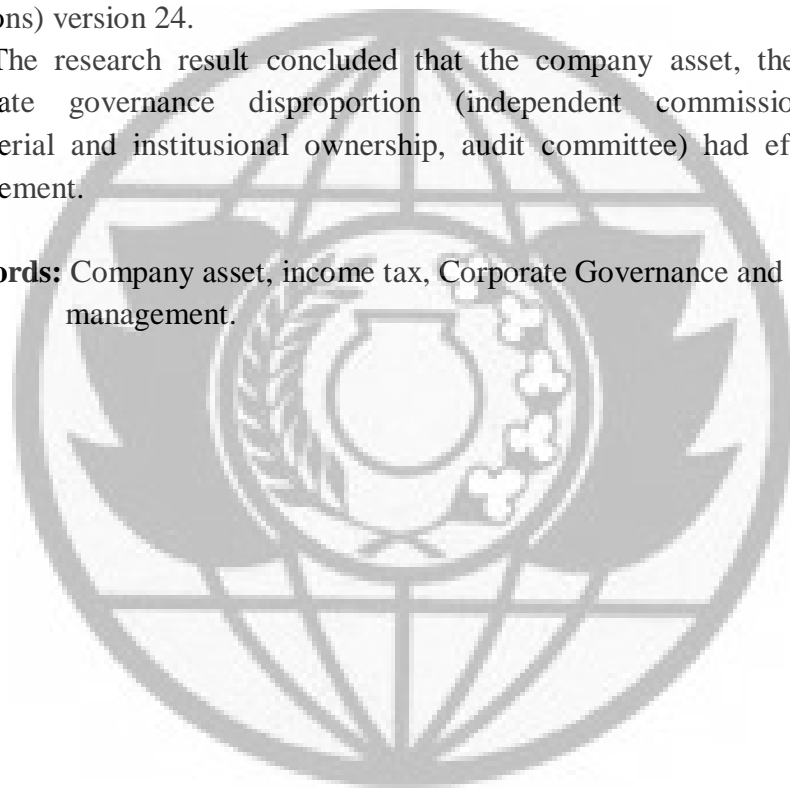 ons) version 24.
The research result concluded that the company asset, the
ate governance disproportion (independent commissio
erial and institusional ownership, audit committee) had ef
ement.
ords: Company asset, income tax, Corporate Governance and
management.